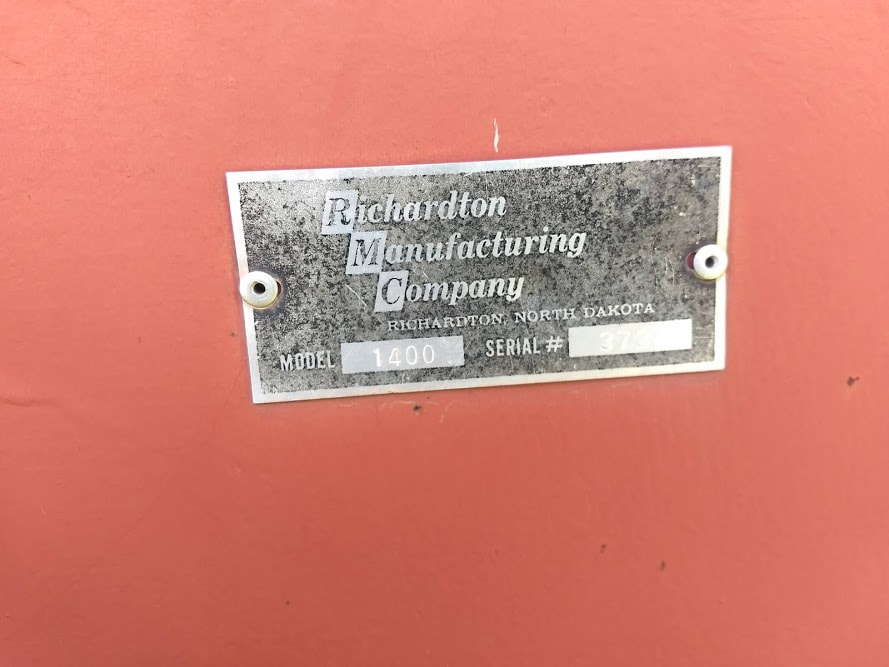 Richardton
Manufacturing
Company
RICHARDTON, NORTH DAKOTA
MODEL 1400 SERIAL #